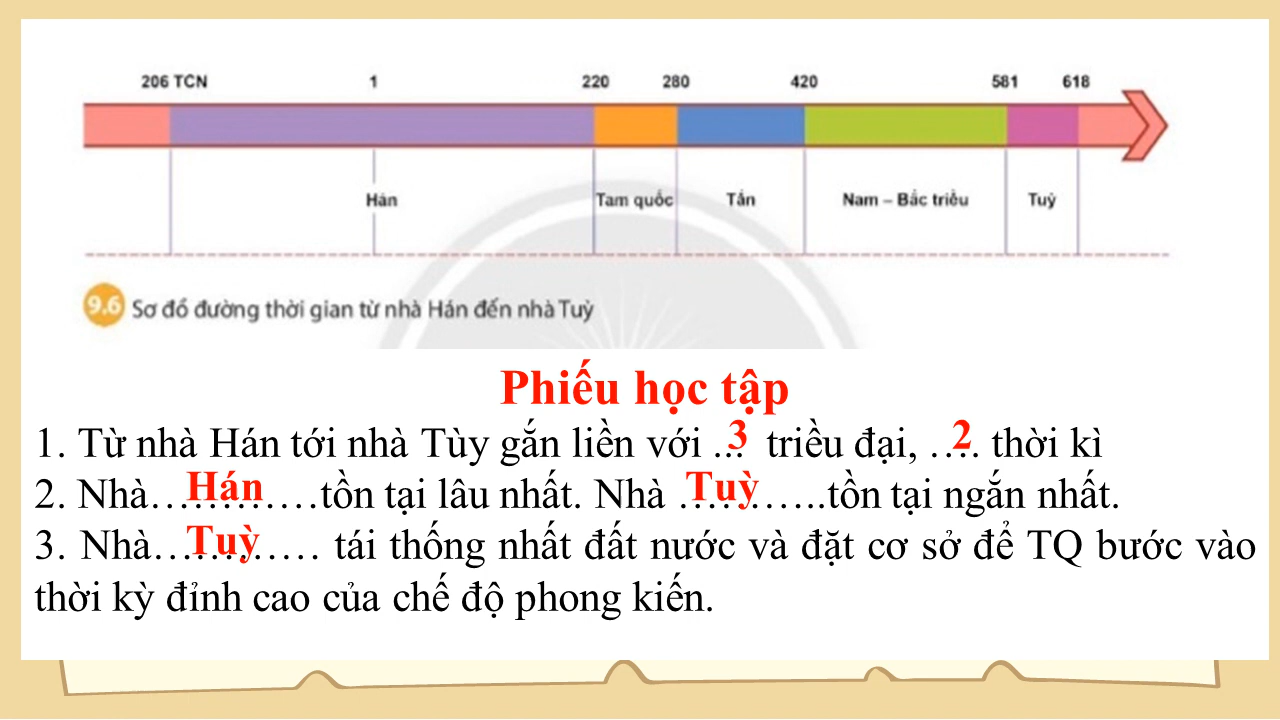 206 TCN 1 220 280 420 581 618
Hán Tam quốc Tấn Nam – Bắc triều Tuỳ
9.6 Sơ đồ đường thời gian từ nhà Hán đến nhà Tuỳ
Phiếu học tập
1. Từ nhà Hán tới nhà Tùy gắn liền với ...3 triều đại, ....2 thời kì
2. Nhà......Hán......tồn tại lâu nhất. Nhà ......Tuỳ......tồn tại ngắn nhất.
3. Nhà......Tuỳ...... tái thống nhất đất nước và đặt cơ sở để TQ bước vào
thời kỳ đỉnh cao của chế độ phong kiến.